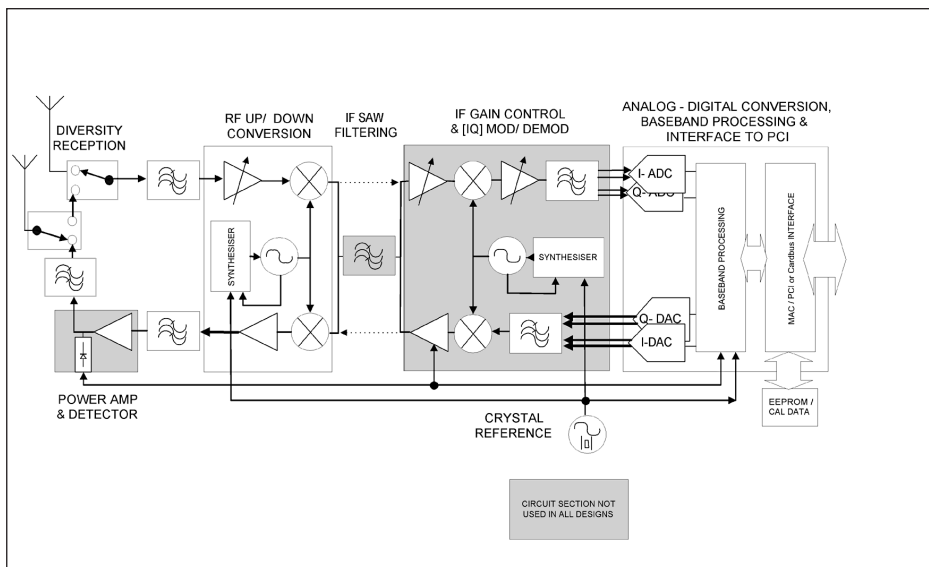 DIVERSITY
RECEPTION
RF UP/ DOWN
CONVERSION
IF SAW
FILTERING
IF GAIN CONTROL
& [IQ] MOD/ DEMOD
ANALOG - DIGITAL CONVERSION,
BASEBAND PROCESSING &
INTERFACE TO PCI
I- ADC
Q- ADC
SYNTHESISER
SYNTHESISER
BASEBAND PROCESSING
MAC / PCI or Cardbus INTERFACE
Q- DAC
I-DAC
POWER AMP
& DETECTOR
CRYSTAL
REFERENCE
EEPROM /
CAL DATA
CIRCUIT SECTION NOT
USED IN ALL DESIGNS